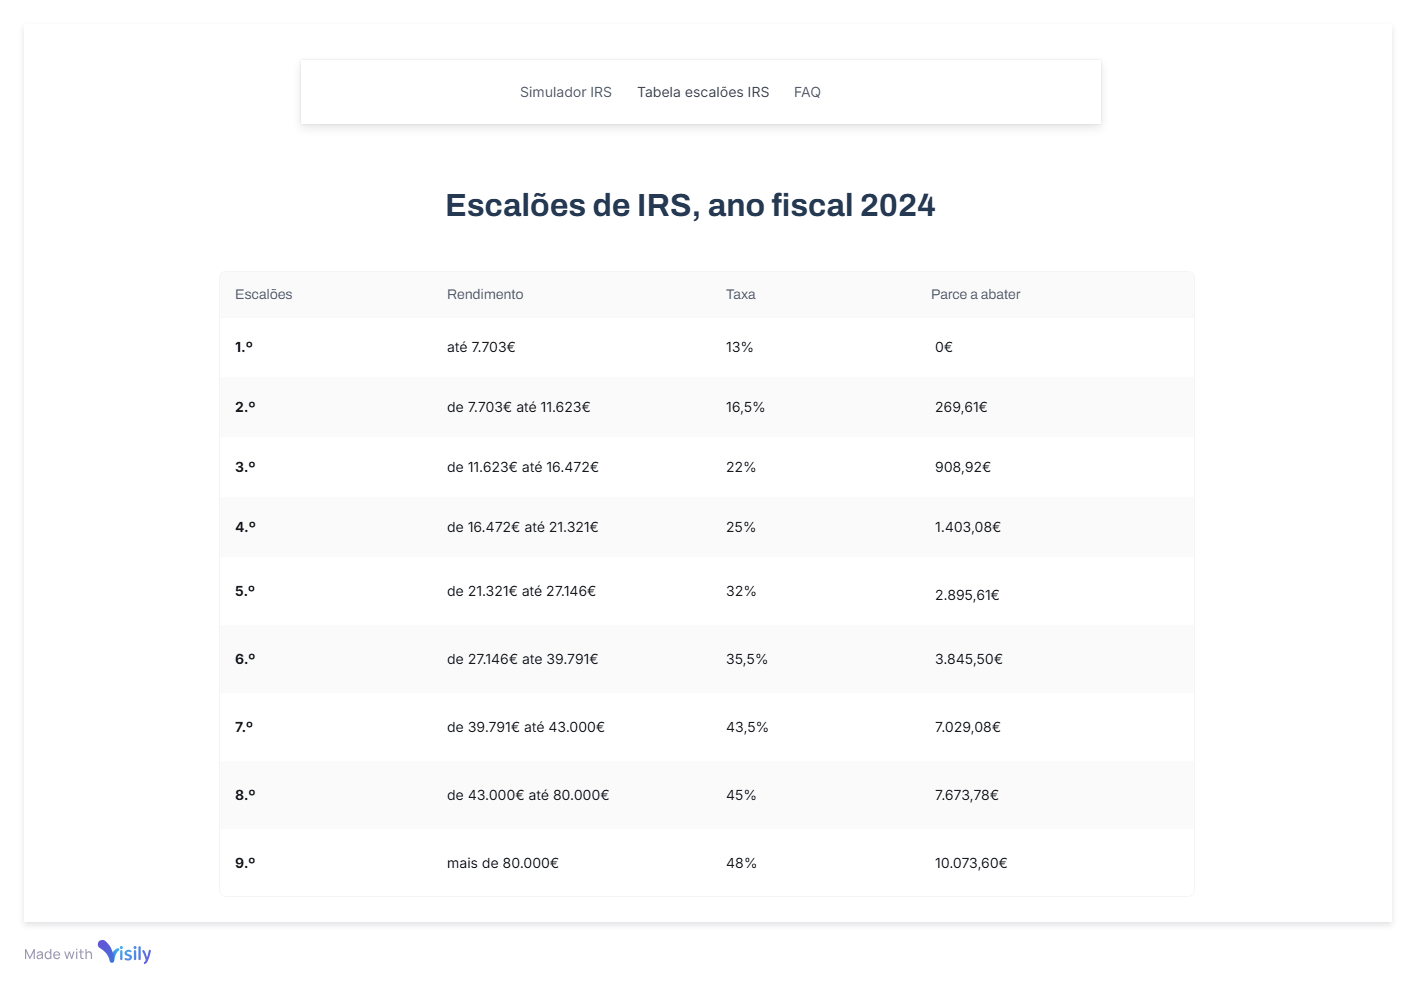 Simulador IRS Tabela escalões IRS FAQ
Escalões de IRS, ano fiscal 2024
Escalões Rendimento Taxa Parce a abater
1.º até 7.703€ 13% 0€
2.º de 7.703€ até 11.623€ 16,5% 269,61€
3.º de 11.623€ até 16.472€ 22% 908,92€
4.º de 16.472€ até 21.321€ 25% 1.403,08€
5.º de 21.321€ até 27.146€ 32% 2.895,61€
6.º de 27.146€ ate 39.791€ 35,5% 3.845,50€
7.º de 39.791€ até 43.000€ 43,5% 7.029,08€
8.º de 43.000€ até 80.000€ 45% 7.673,78€
9.º mais de 80.000€ 48% 10.073,60€
Made with Visily